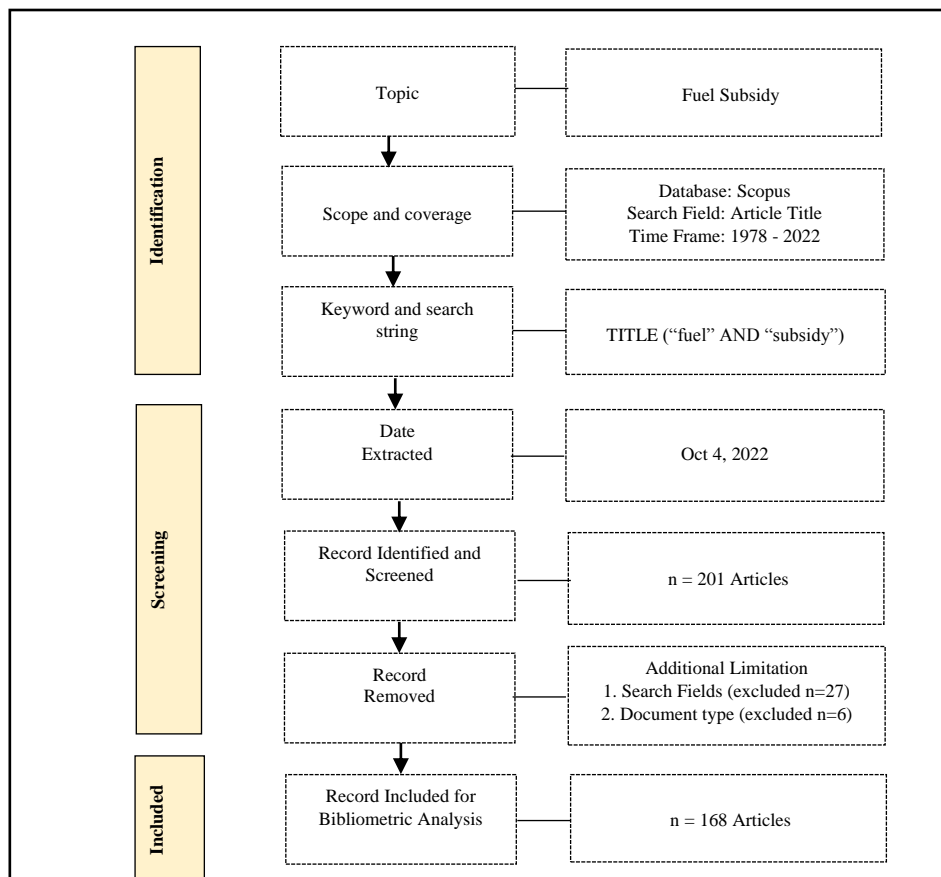 Identification
Topic
Fuel Subsidy
Scope and coverage
Database: Scopus
Search Field: Article Title
Time Frame: 1978 - 2022
Keyword and search
string
TITLE (“fuel” AND “subsidy”)
Screening
Date
Extracted
Oct 4, 2022
Record Identified and
Screened
n = 201 Articles
Record
Removed
Additional Limitation
1. Search Fields (excluded n=27)
2. Document type (excluded n=6)
Included
Record Included for
Bibliometric Analysis
n = 168 Articles